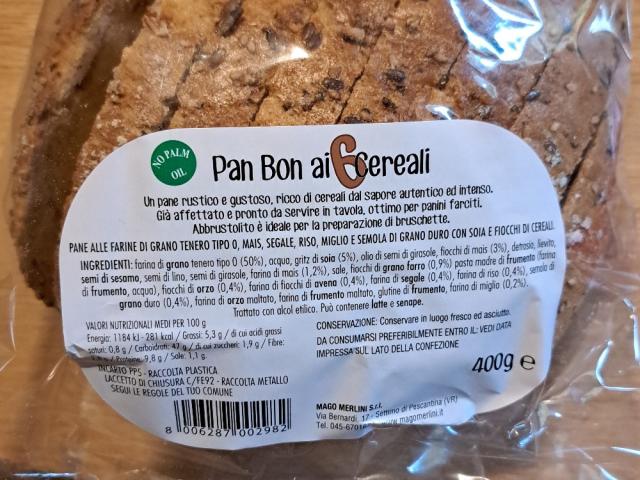 NO PALM
OIL
Pan Bon ai 6 cereali
Un pane rustico e gustoso, ricco di cereali dal sapore autentico ed intenso.
Già affettato e pronto da servire in tavola, ottimo per panini farciti.
Abbrustolito è ideale per la preparazione di bruschette.
PANE ALLE FARINE DI GRANO TENERO TIPO 0, MAIS, SEGALE, RISO, MIGLIO E SEMOLA DI GRANO DURO CON SOIA E FIOCCHI DI CEREALI.
INGREDIENTI: farina di grano tenero tipo 0 (50%), acqua, gritz di soia (5%), olio di semi di girasole, fiocchi di mais (3%), destrosio, lievito,
semi di sesamo, semi di lino, semi di girasole, farina di mais (1,2%), sale, fiocchi di grano farro (0,9%) pasta madre di frumento (farina
di frumento, acqua), fiocchi di orzo (0,4%), farina di fiocchi di avena (0,4%), farina di segale (0,4%), farina di riso (0,4%), semola di
grano duro (0,4%), farina di orzo maltato, farina di frumento maltato, glutine di frumento, farina di miglio (0,2%).
Trattato con alcol etilico. Può contenere latte e senape.
VALORI NUTRIZIONALI MEDI PER 100 g
Energia: 1184 kJ - 281 kcal / Grassi: 5,3 g / di cui acidi grassi
saturi: 0,8 g / Carboidrati: 47 g / di cui zuccheri: 1,9 g / Fibre:
g / Proteine: 9,8 g / Sale: 1,1 g.
INCARTO PP5 - RACCOLTA PLASTICA
LACCETTO DI CHIUSURA C/FE92 - RACCOLTA METALLO
SEGUI LE REGOLE DEL TUO COMUNE
CONSERVAZIONE: Conservare in luogo fresco ed asciutto.
DA CONSUMARSI PREFERIBILMENTE ENTRO IL: VEDI DATA
IMPRESSA SUL LATO DELLA CONFEZIONE
400g e
MAGO MERLINI S.r.l.
Via Bernardi, 17 - Settimo di Pescantina (VR)
Tel. 045-6701 www.magomerlini.it
8 006287 002982